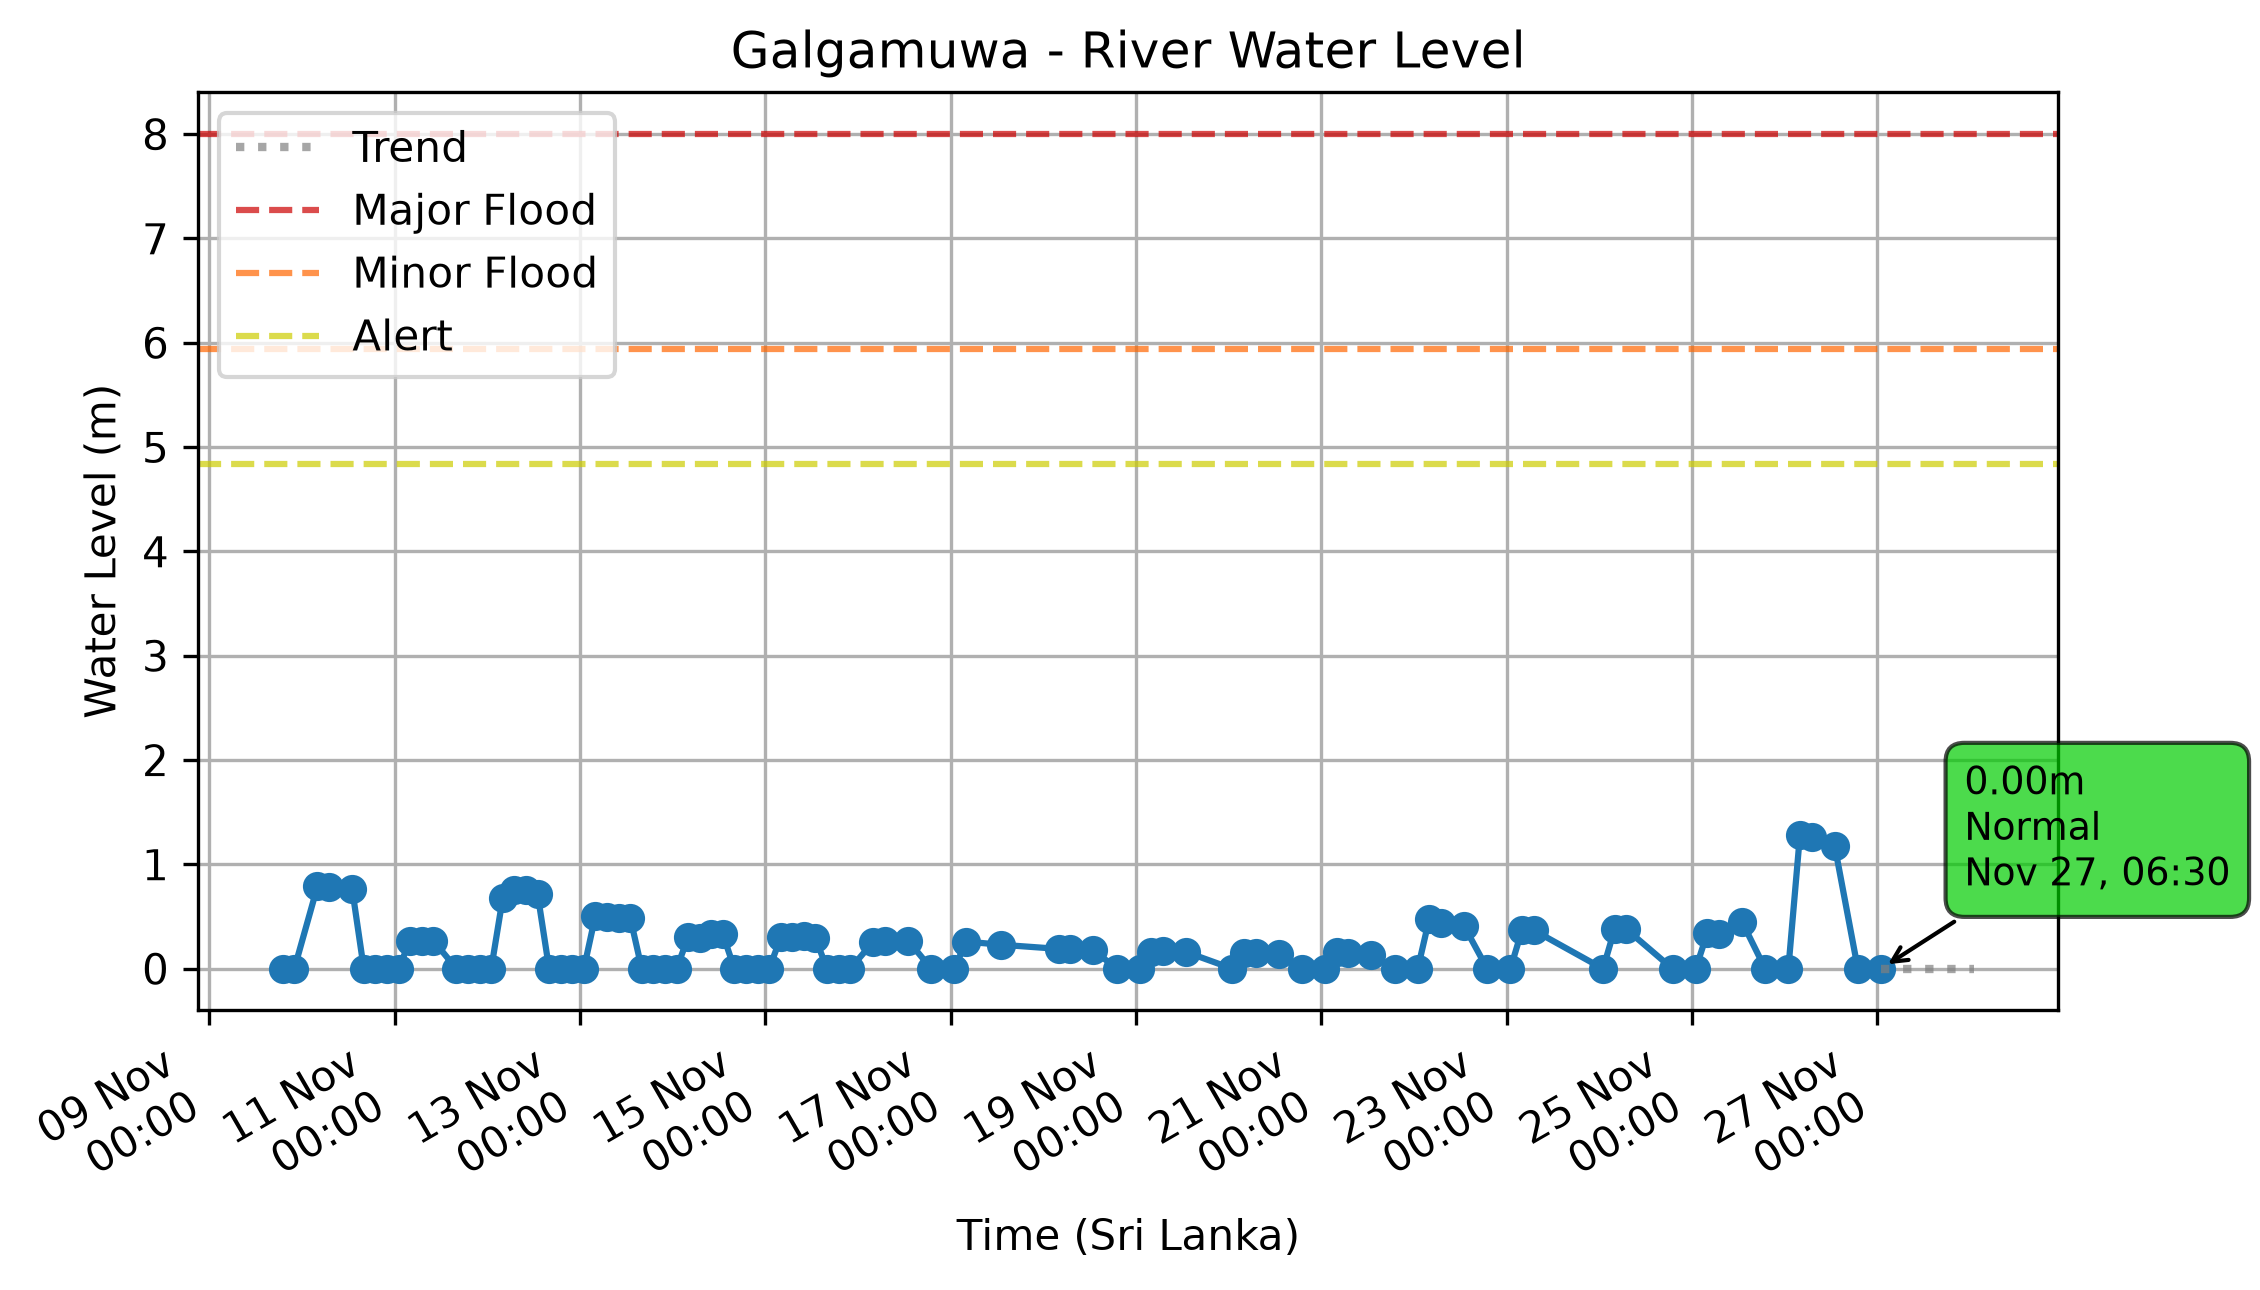 Galgamuwa - River Water Level
Trend
Major Flood
Minor Flood
Alert
Water Level (m)
8
7
6
5
4
3
2
1
0
0.00m
Normal
Nov 27, 06:30
09 Nov
00:00
11 Nov
00:00
13 Nov
00:00
15 Nov
00:00
17 Nov
00:00
19 Nov
00:00
21 Nov
00:00
23 Nov
00:00
25 Nov
00:00
27 Nov
00:00
Time (Sri Lanka)